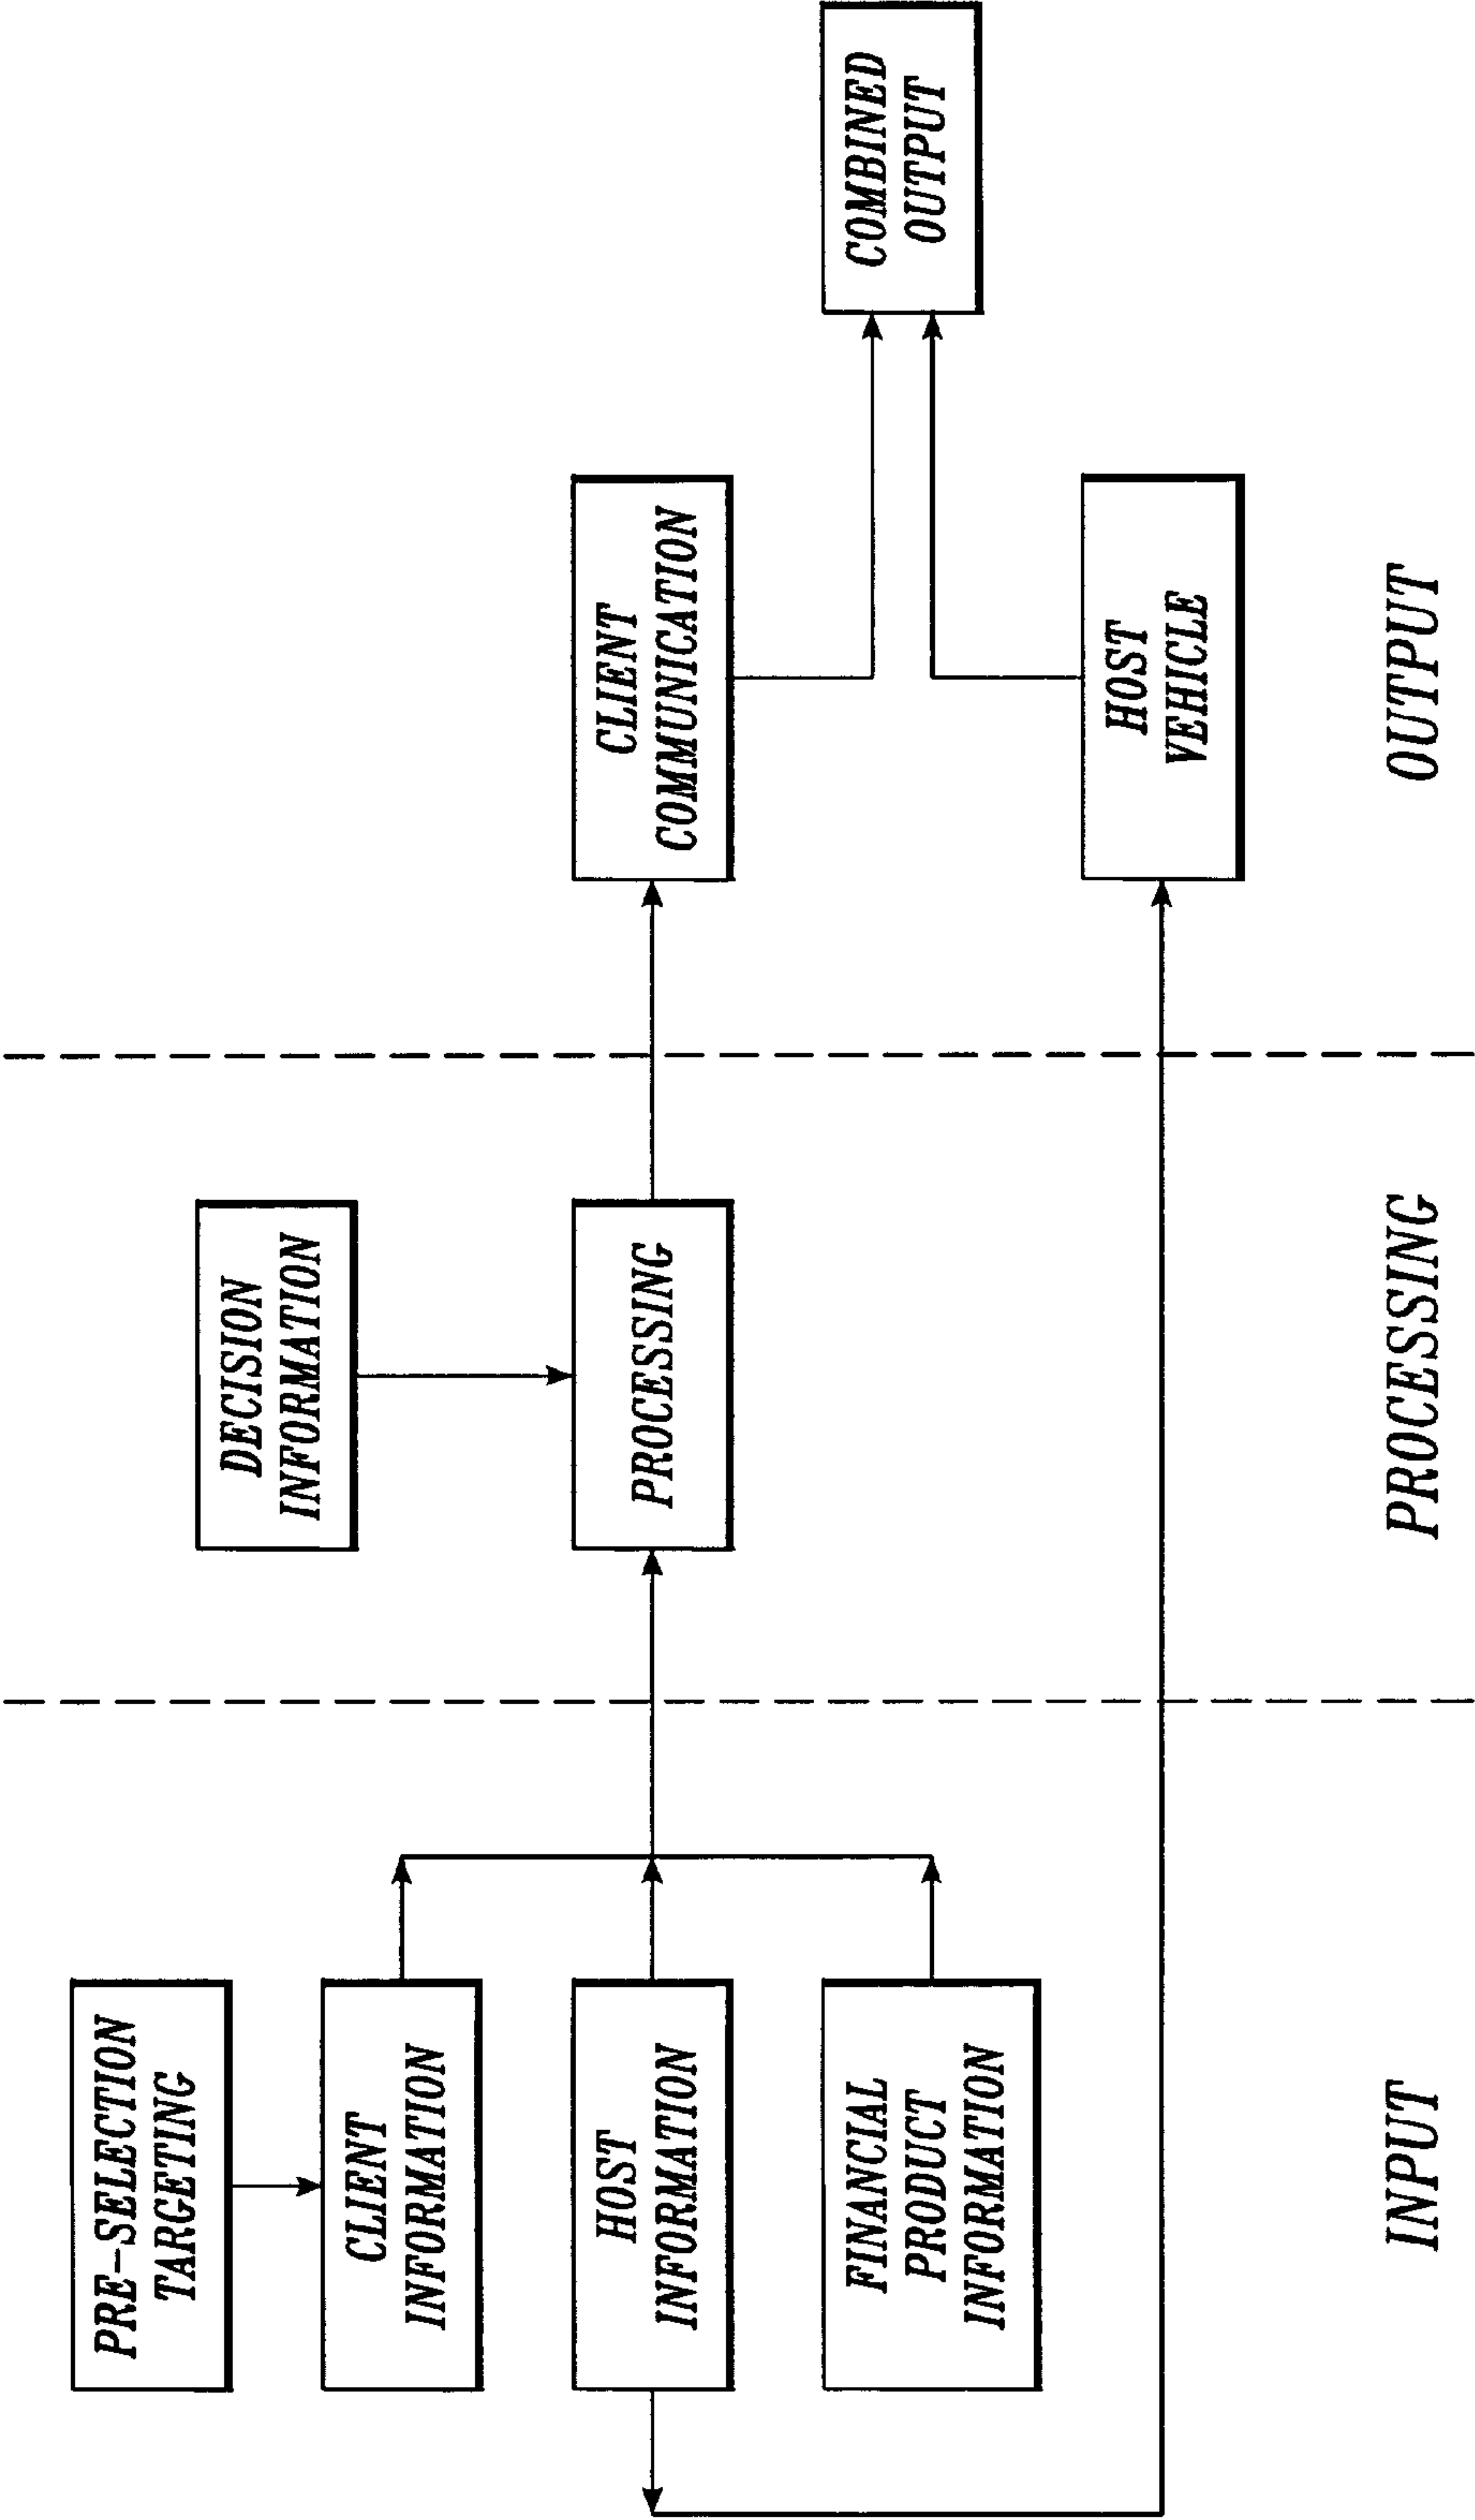 PRE-SELECTION
TARGETING
CLIENT
INFORMATION
HOST
INFORMATION
FINANCIAL
PRODUCT
INFORMATION
INPUT
DECISION
INFORMATION
PROCESSING
PROCESSING
CLIENT
COMMUNICATION
HOST
VEHICLE
COMBINED
OUTPUT
OUTPUT